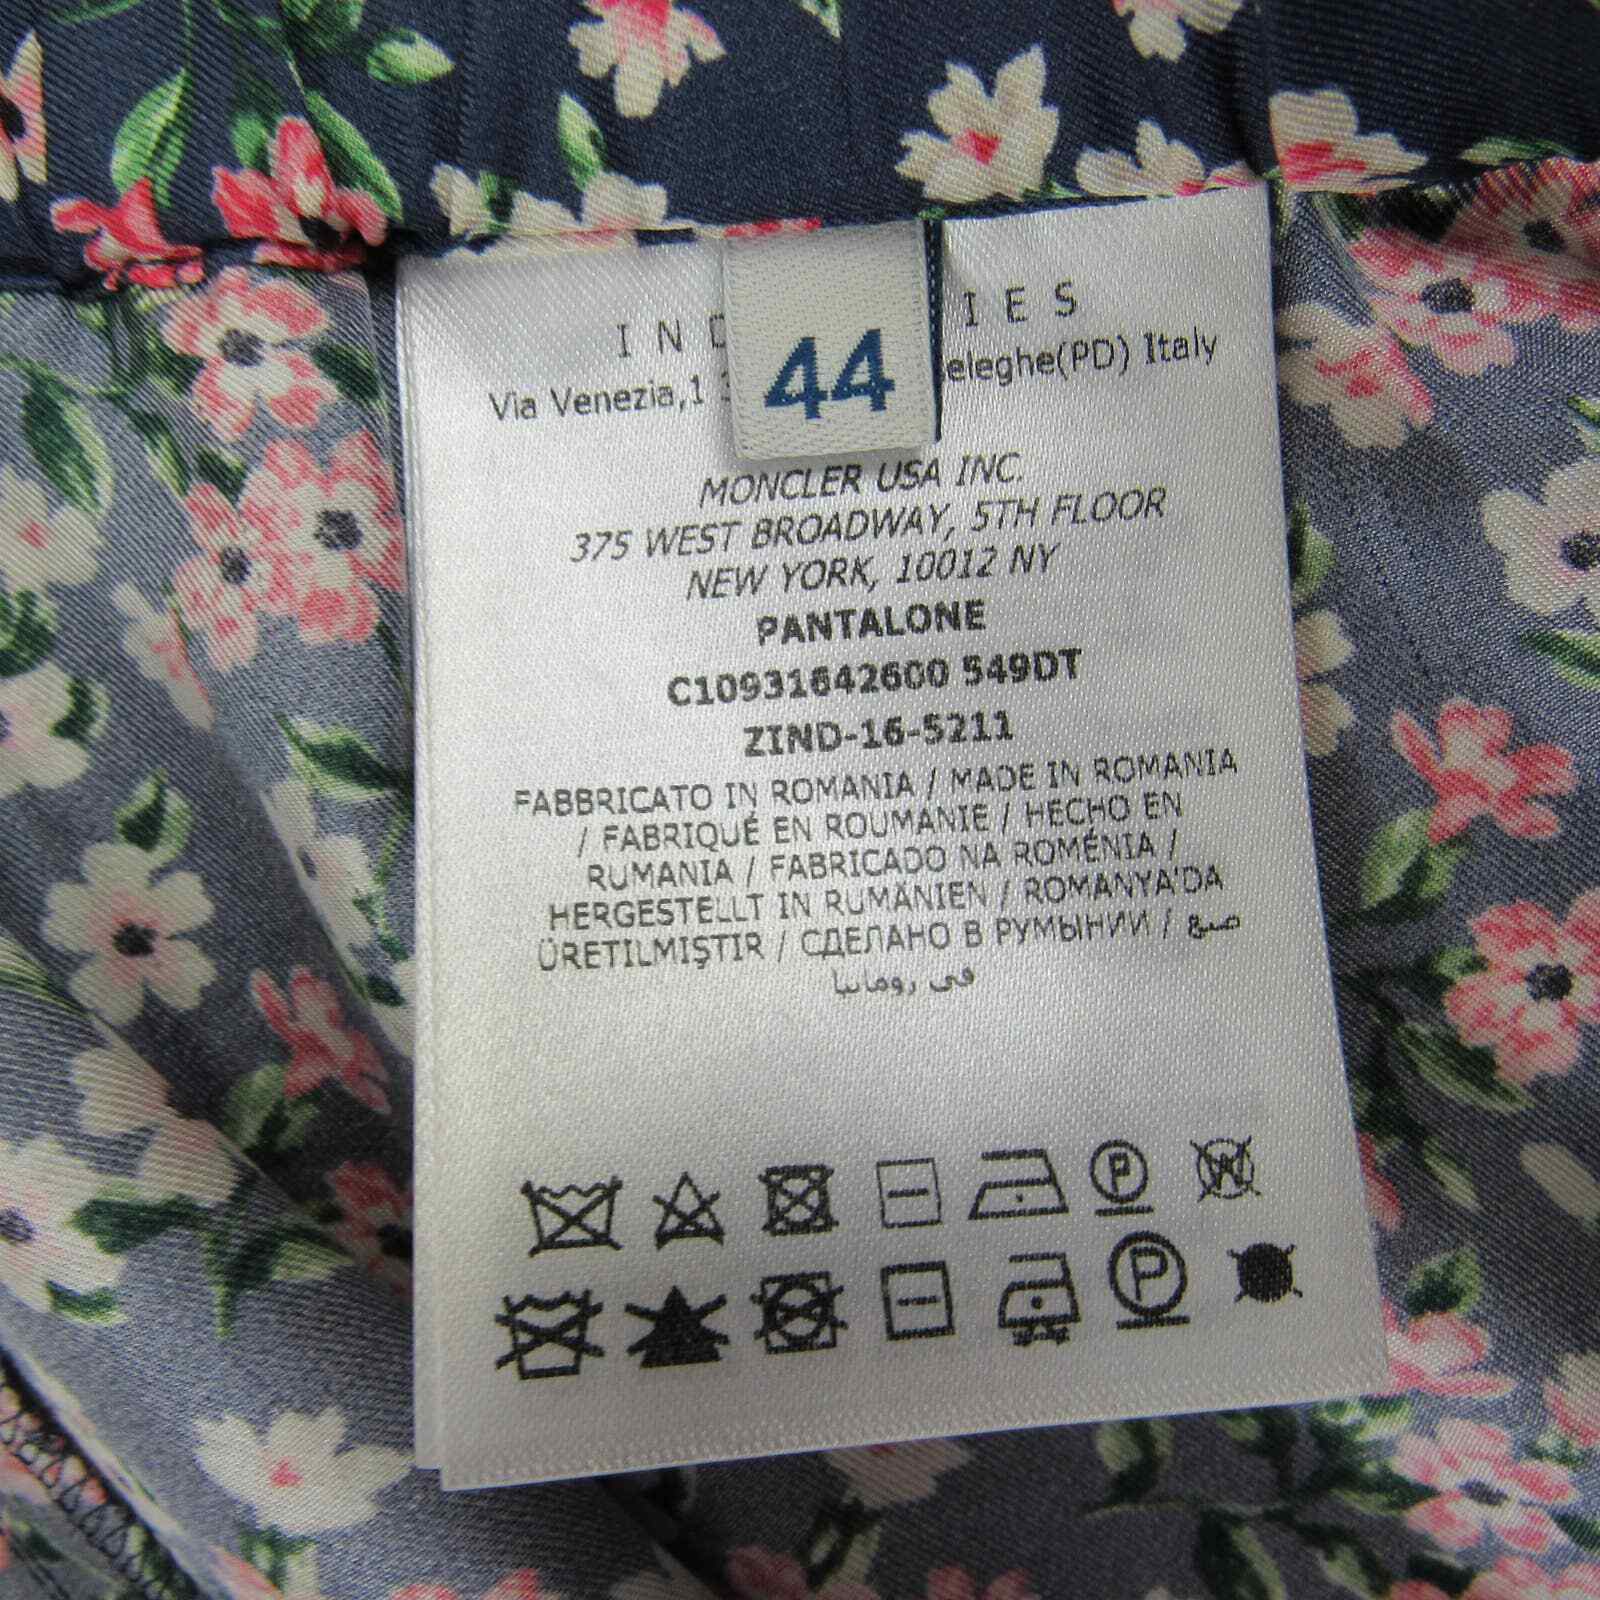 IES
44
Via Venezia,1 eleghe(PD) Italy
MONCLER USA INC.
375 WEST BROADWAY, 5TH FLOOR
NEW YORK, 10012 NY
PANTALONE
C10931642600 549DT
ZIND-16-5211
FABBRICATO IN ROMANIA / MADE IN ROMANIA
/ FABRIQUÉ EN ROUMANIE / HECHO EN
RUMANIA / FABRICADO NA ROMÉNIA /
HERGESTELLT IN RUMÄNIEN / ROMANYA'DA
ÜRETILMIŞTIR / СДЕЛАНО В РУМЫНИИ / صنع
في رومانيا
P W
P